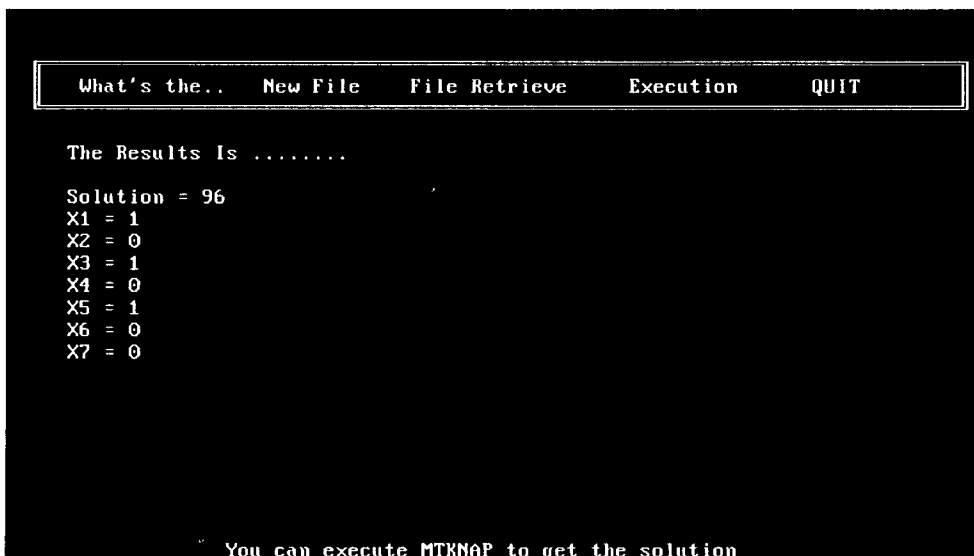 What's the.. New File File Retrieve Execution QUIT
The Results Is ........
Solution = 96
X1 = 1
X2 = 0
X3 = 1
X4 = 0
X5 = 1
X6 = 0
X7 = 0
You can execute MTKNAP to get the solution